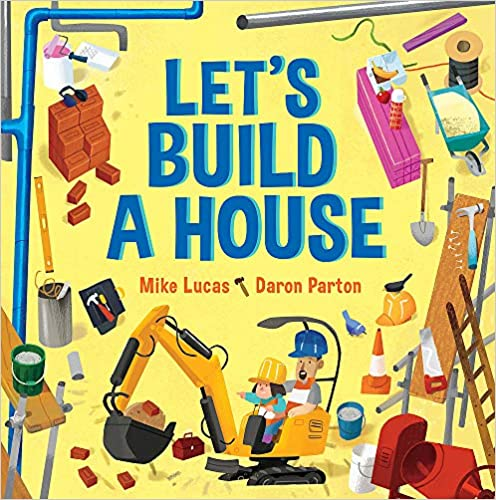 LET'S
BUILD
A HOUSE
Mike Lucas Daron Parton